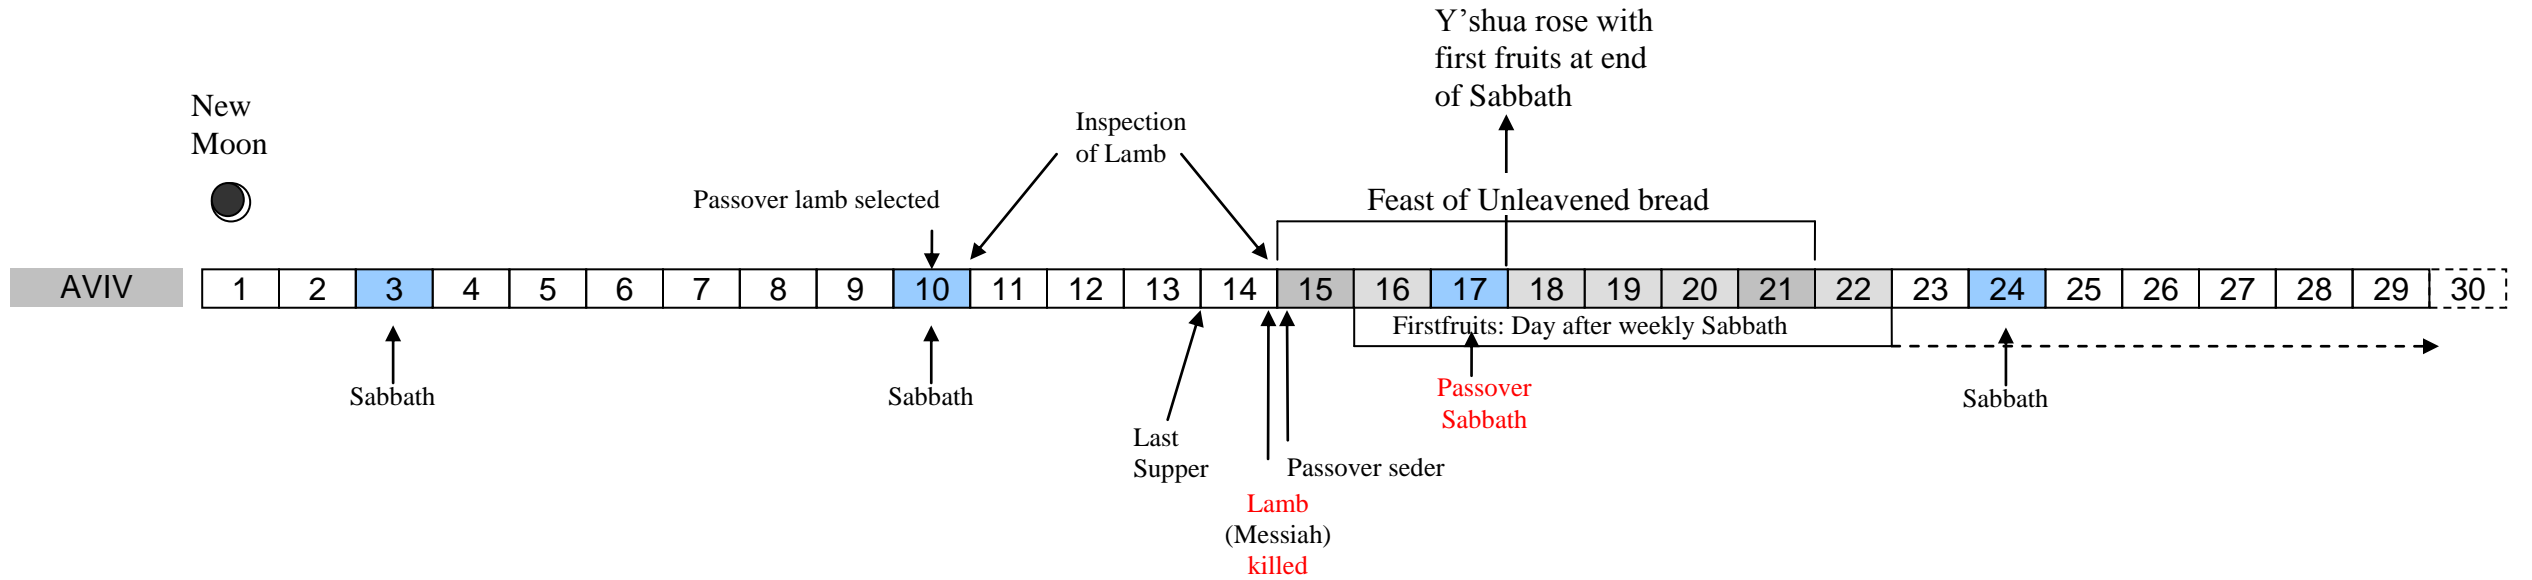 Y’shua rose with
first fruits at end
of Sabbath
New
Moon
Inspection
of Lamb
Passover lamb selected
Feast of Unleavened bread
AVIV 1 2 3 4 5 6 7 8 9 10 11 12 13 14 15 16 17 18 19 20 21 22 23 24 25 26 27 28 29 30
Firstfruits: Day after weekly Sabbath
Sabbath
Sabbath
Passover
Sabbath
Sabbath
Last
Supper
Passover seder
Lamb
(Messiah)
killed